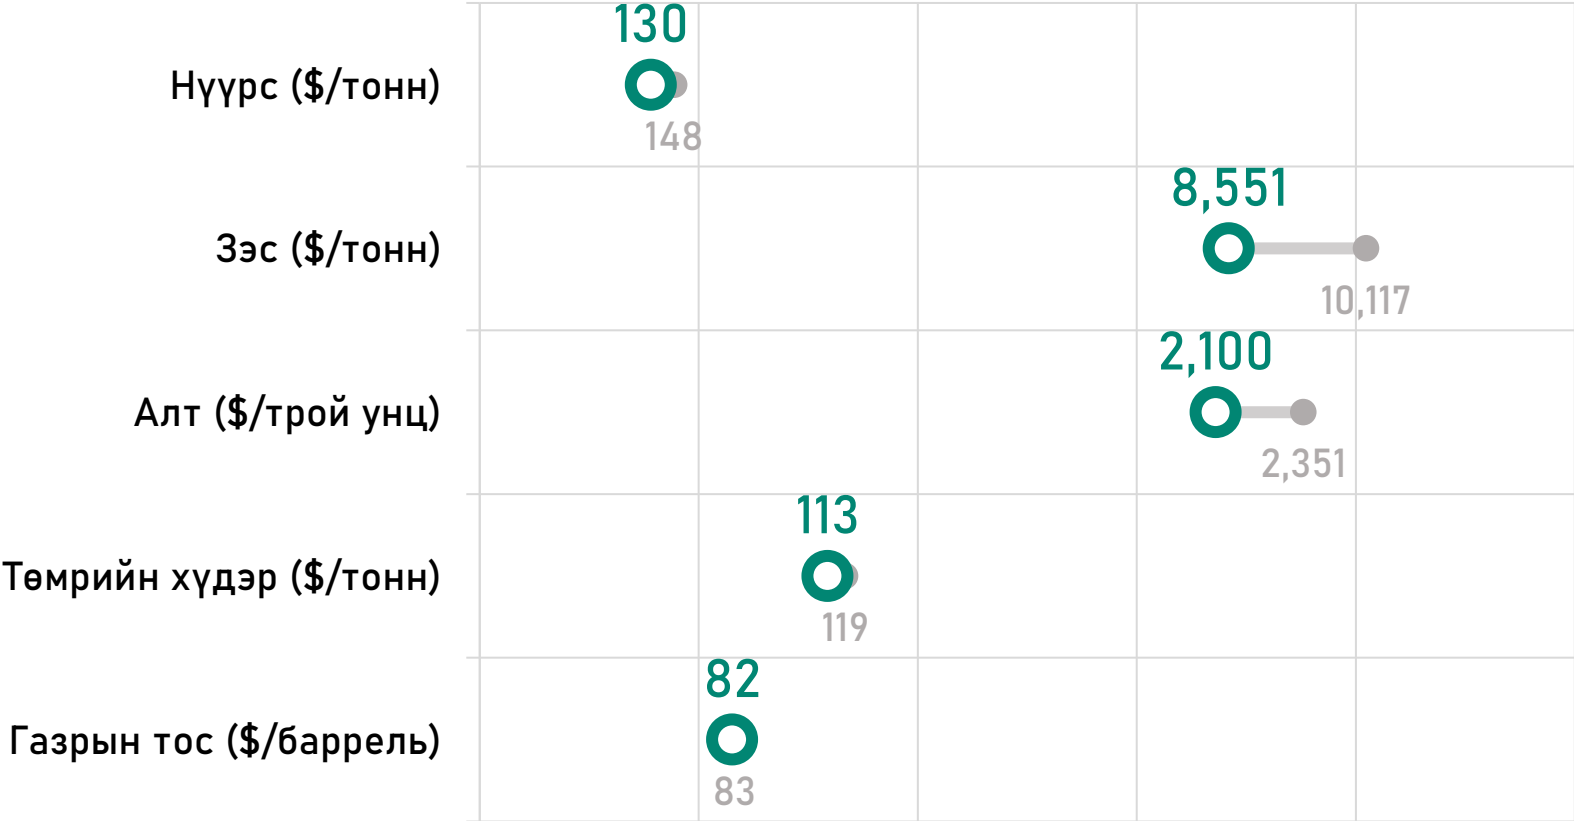 130
Нүүрс ($/тонн)
148
8,551
Зэс ($/тонн)
10,117
2,100
Алт ($/трой унц)
2,351
113
Төмрийн хүдэр ($/тонн)
119
82
Газрын тос ($/баррель)
83